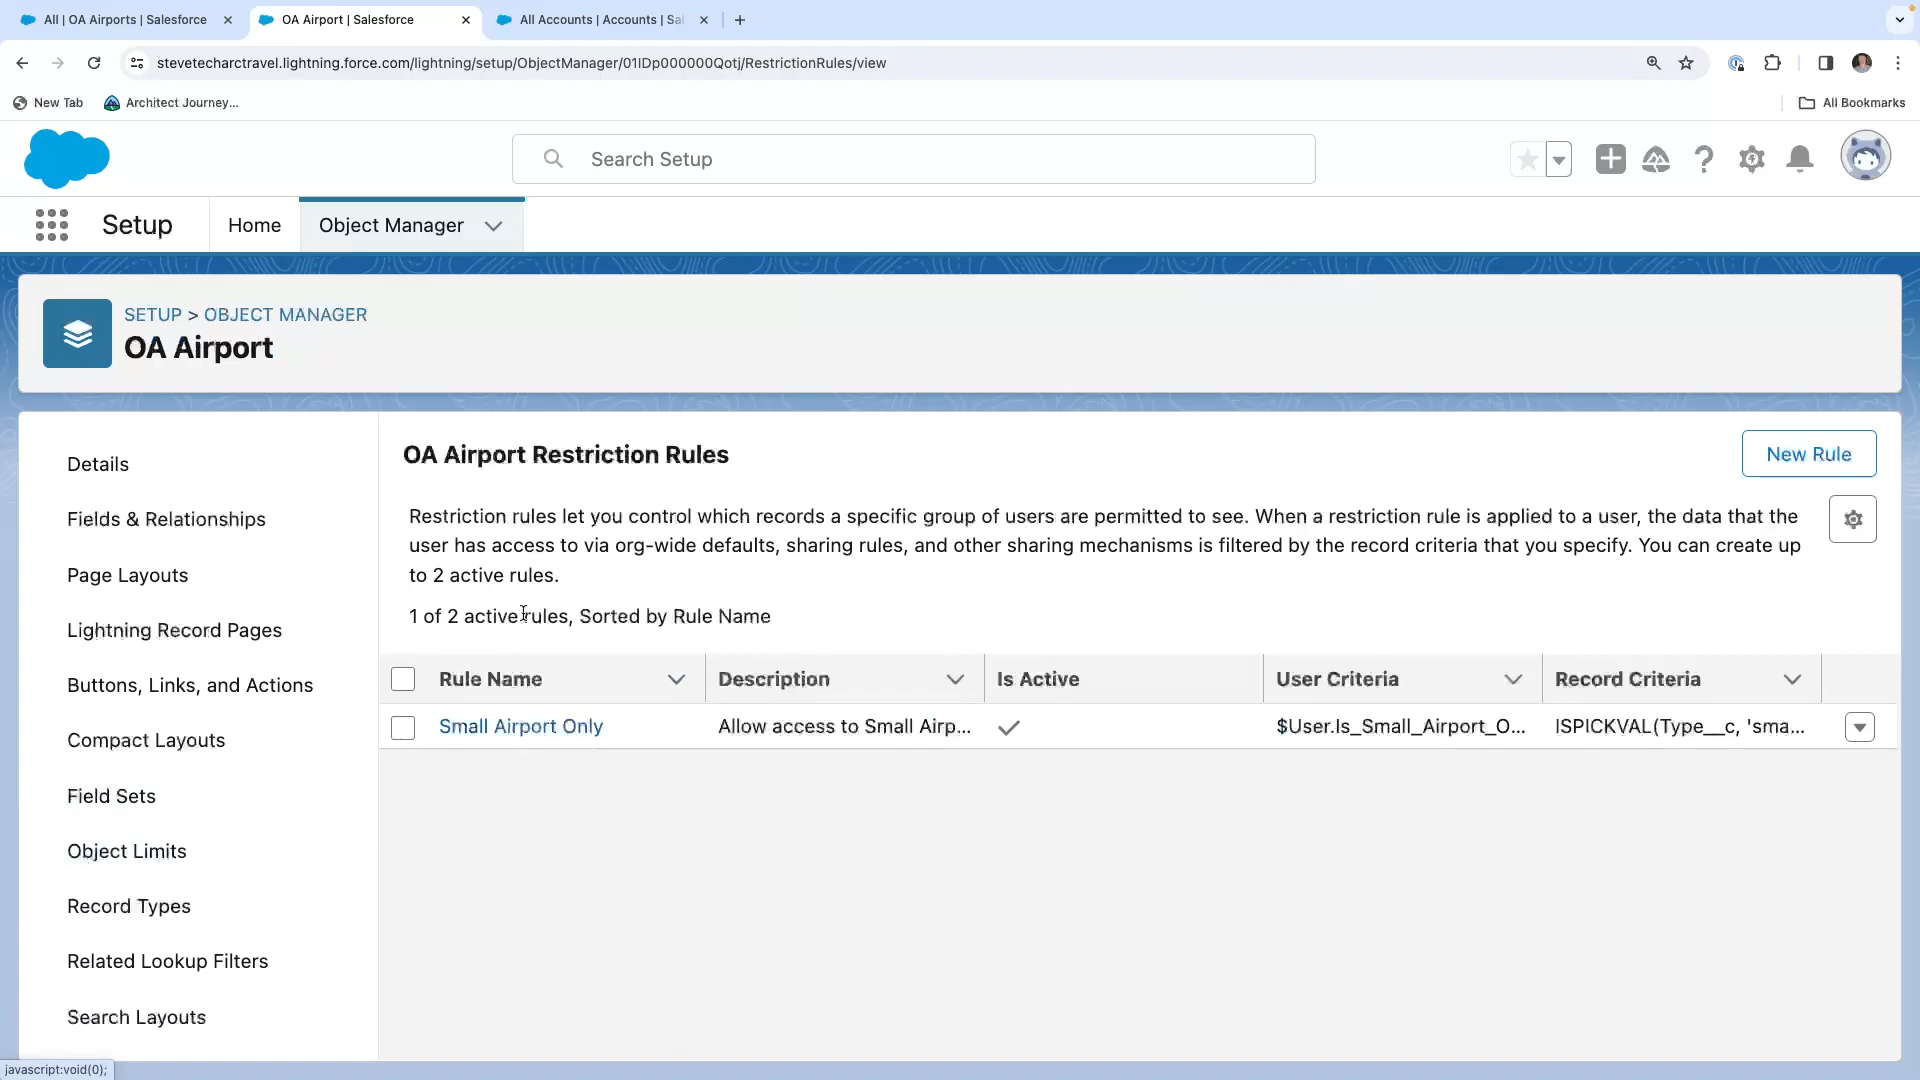 All | OA Airports | Salesforce
OA Airport | Salesforce
All Accounts | Accounts | Sal
stevetecharctravel.lightning.force.com/lightning/setup/ObjectManager/01IDp000000Qotj/RestrictionRules/view
New Tab
Architect Journey...
All Bookmarks
Search Setup
Setup
Home
Object Manager
SETUP > OBJECT MANAGER
OA Airport
Details
Fields & Relationships
Page Layouts
Lightning Record Pages
Buttons, Links, and Actions
Compact Layouts
Field Sets
Object Limits
Record Types
Related Lookup Filters
Search Layouts
OA Airport Restriction Rules
New Rule
Restriction rules let you control which records a specific group of users are permitted to see. When a restriction rule is applied to a user, the data that the
user has access to via org-wide defaults, sharing rules, and other sharing mechanisms is filtered by the record criteria that you specify. You can create up
to 2 active rules.
1 of 2 active rules, Sorted by Rule Name
Rule Name Description Is Active User Criteria Record Criteria
Small Airport Only Allow access to Small Airp... $User.Is_Small_Airport_O... ISPICKVAL(Type__c, 'sma...
javascript:void(0);